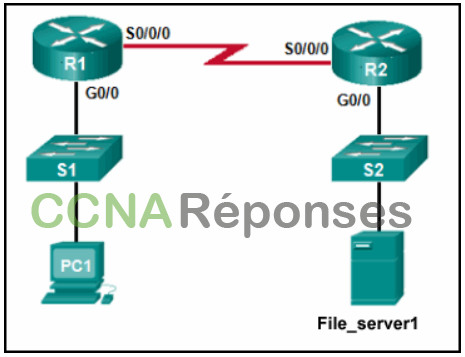 S0/0/0
S0/0/0
R1
R2
G0/0
G0/0
S1
S2
CCNA Réponses
PC1
File_server1